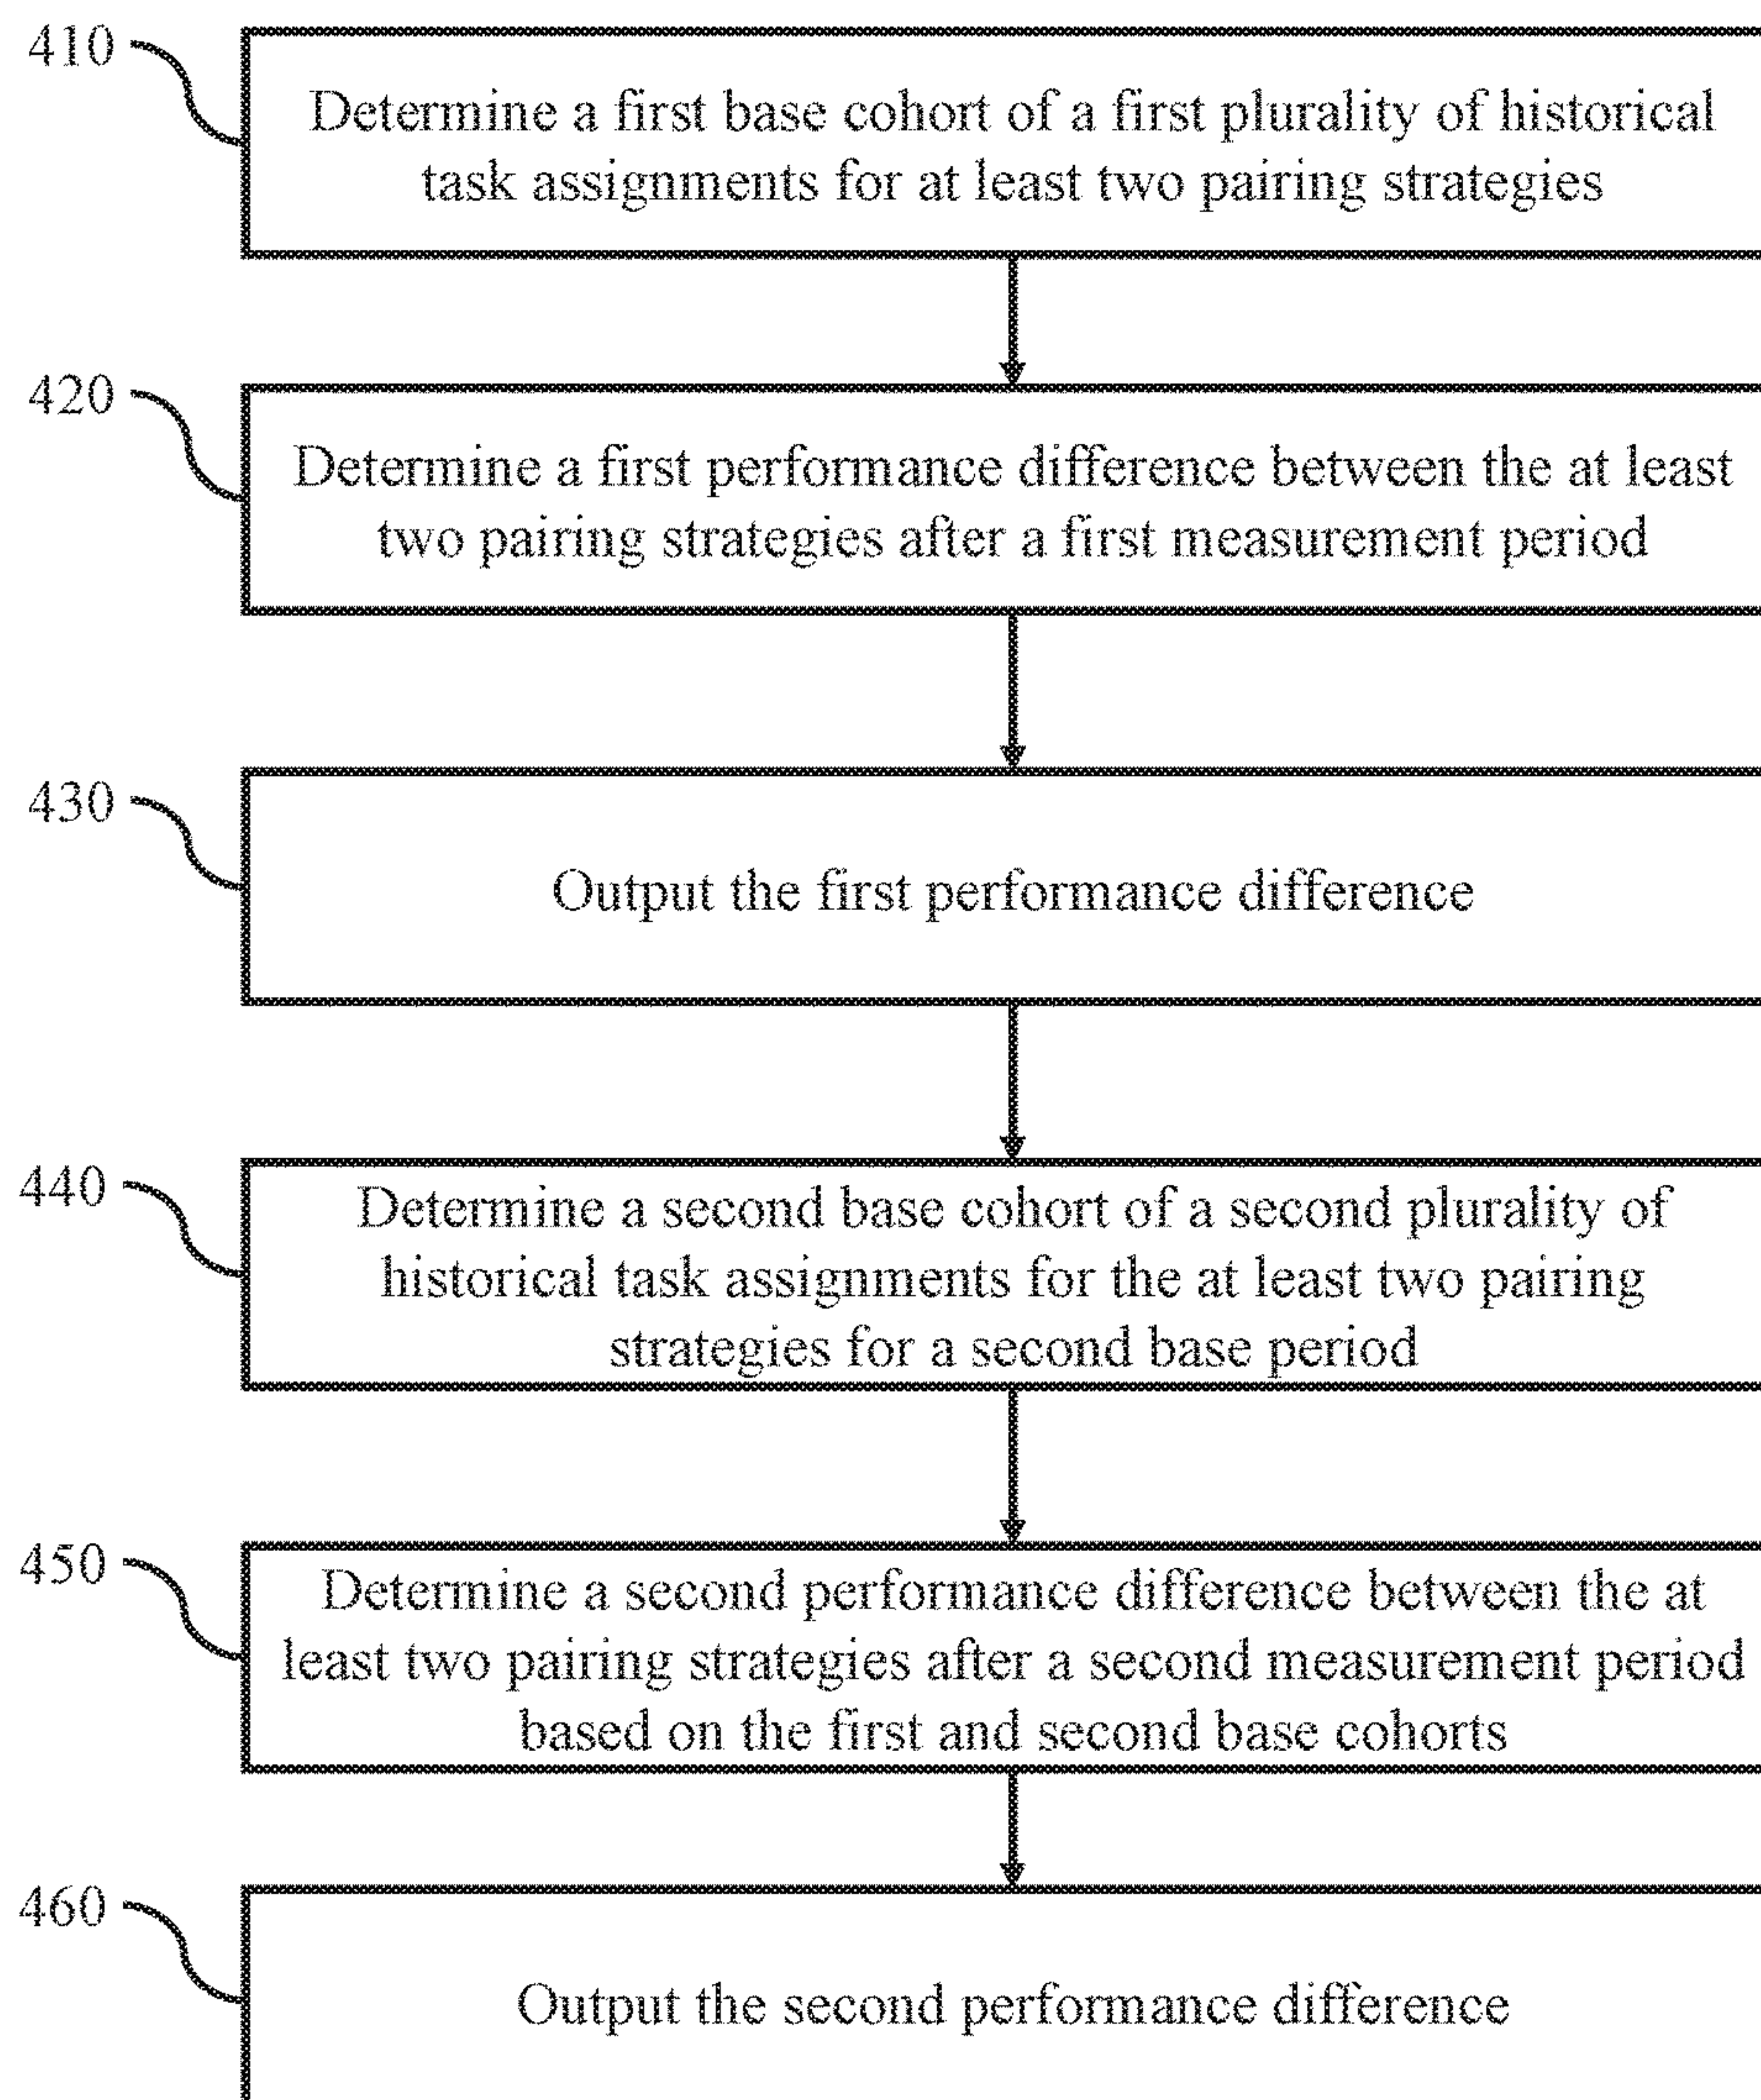 410
Determine a first base cohort of a first plurality of historical
task assignments for at least two pairing strategies
420
Determine a first performance difference between the at least
two pairing strategies after a first measurement period
430
Output the first performance difference
440
Determine a second base cohort of a second plurality of
historical task assignments for the at least two pairing
strategies for a second base period
450
Determine a second performance difference between the at
least two pairing strategies after a second measurement period
based on the first and second base cohorts
460
Output the second performance difference